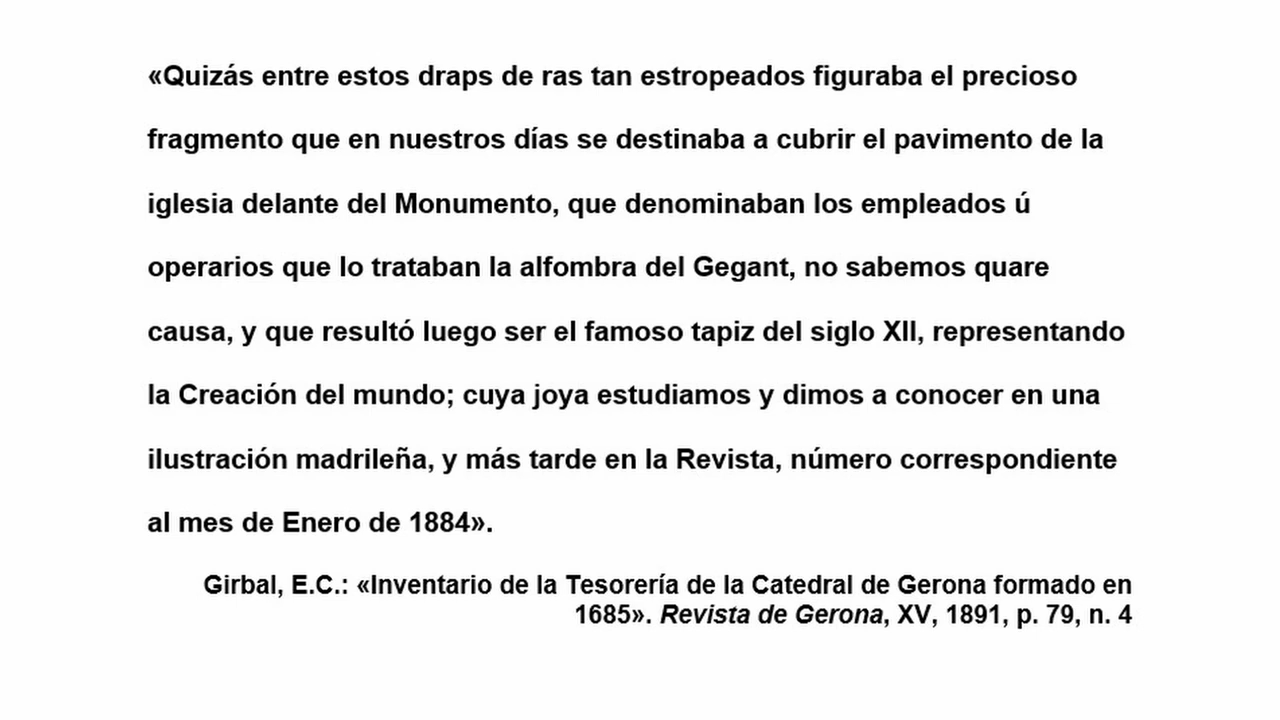 «Quizás entre estos draps de ras tan estropeados figuraba el precioso
fragmento que en nuestros días se destinaba a cubrir el pavimento de la
iglesia delante del Monumento, que denominaban los empleados ú
operarios que lo trataban la alfombra del Gegant, no sabemos quare
causa, y que resultó luego ser el famoso tapiz del siglo XII, representando
la Creación del mundo; cuya joya estudiamos y dimos a conocer en una
ilustración madrileña, y más tarde en la Revista, número correspondiente
al mes de Enero de 1884».
Girbal, E.C.: «Inventario de la Tesorería de la Catedral de Gerona formado en
1685». Revista de Gerona, XV, 1891, p. 79, n. 4